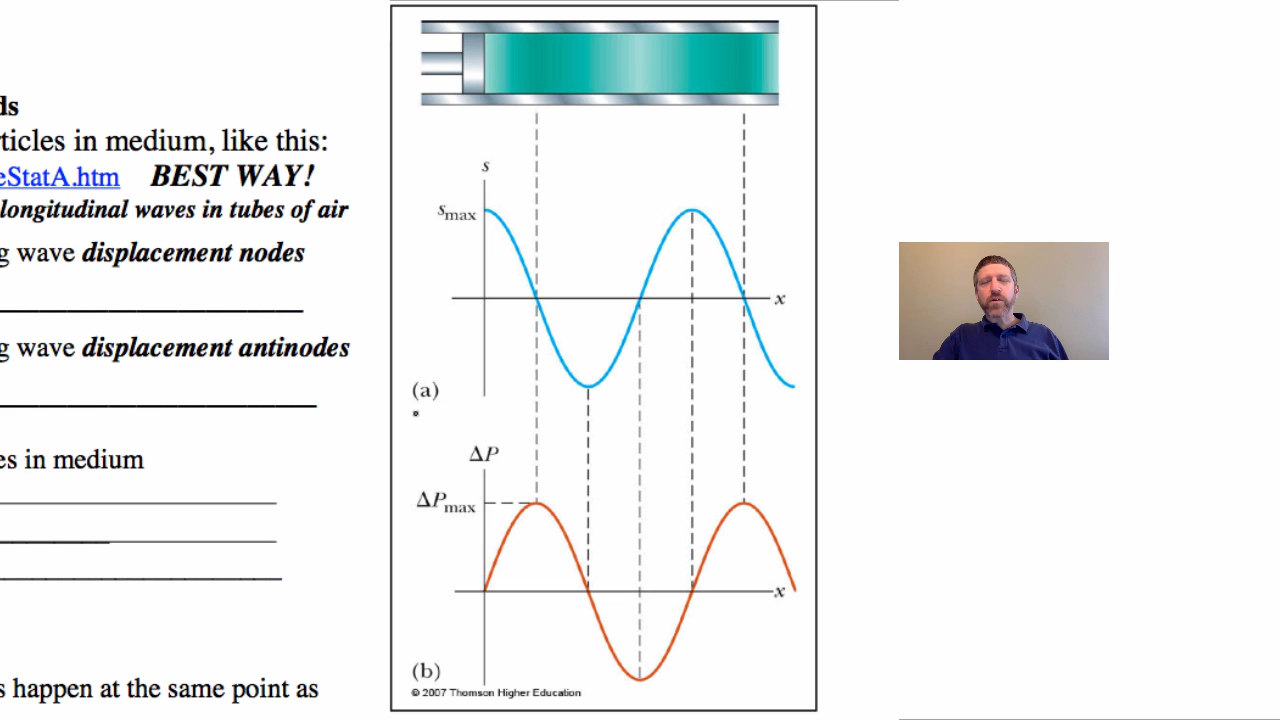 ds
ticles in medium, like this:
eStatA.htm BEST WAY!
longitudinal waves in tubes of air
g wave displacement nodes
g wave displacement antinodes
es in medium
s happen at the same point as
s
smax
x
(a)
ΔP
ΔPmax
x
(b)
© 2007 Thomson Higher Education